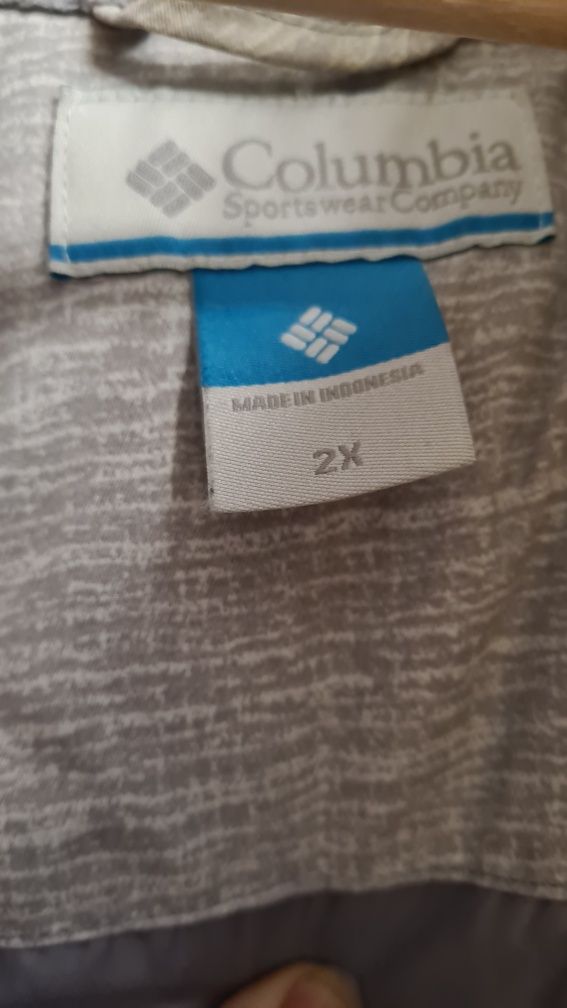 Columbia
Sportswear Company
MADE IN INDONESIA
2X